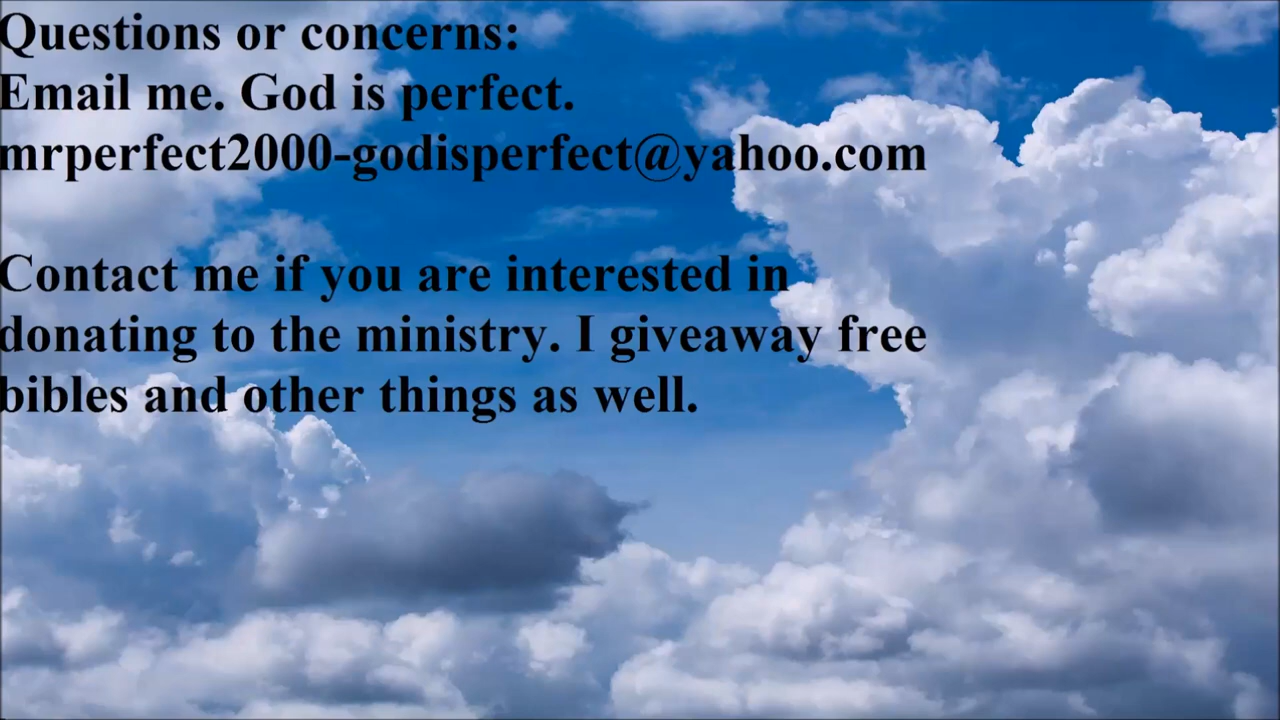 Questions or concerns:
Email me. God is perfect.
mrperfect2000-godisperfect@yahoo.com
Contact me if you are interested in
donating to the ministry. I giveaway free
bibles and other things as well.